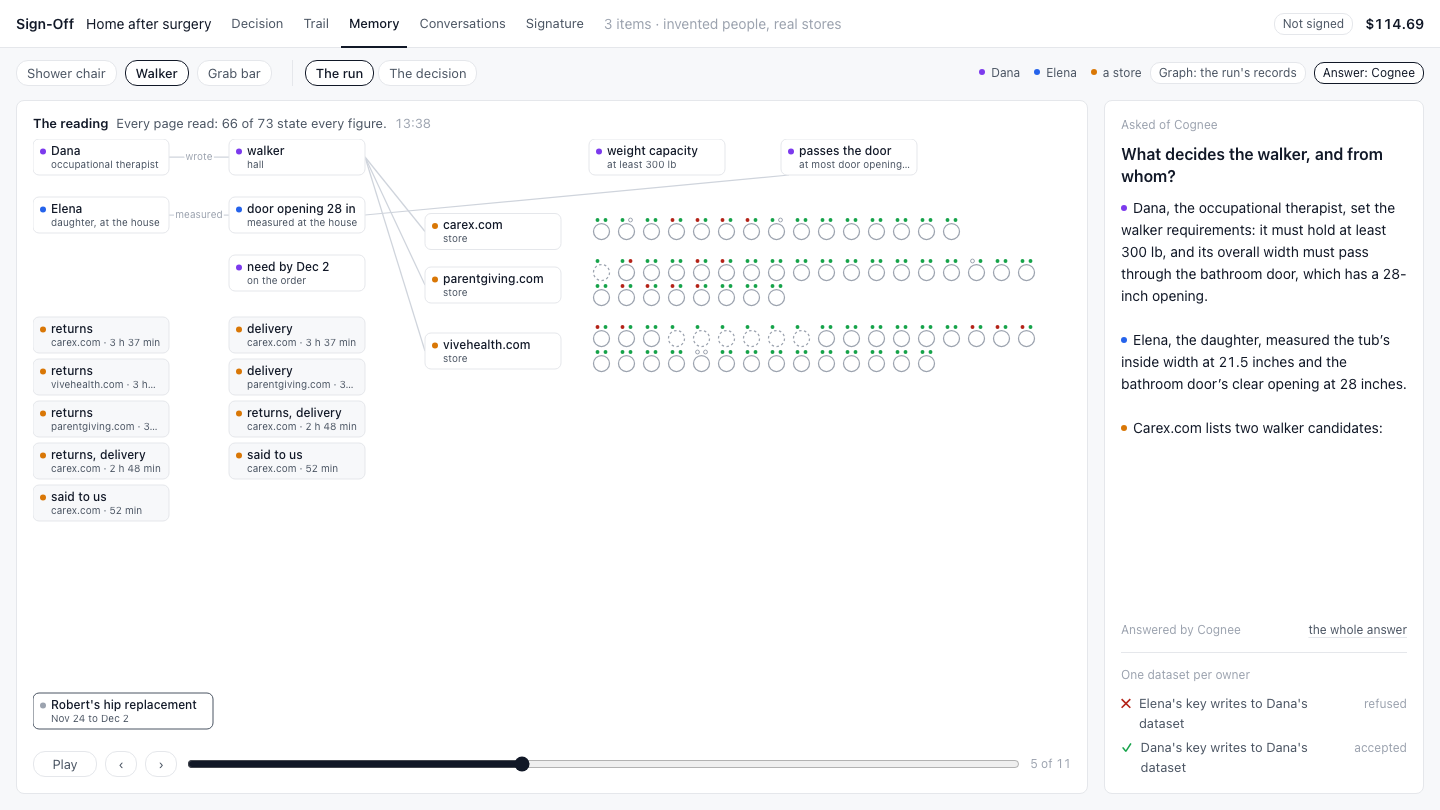 Sign-Off Home after surgery Decision Trail Memory Conversations Signature 3 items · invented people, real stores Not signed $114.69
Shower chair Walker Grab bar The run The decision Dana Elena a store Graph: the run's records Answer: Cognee
The reading Every page read: 66 of 73 state every figure. 13:38
Dana
occupational therapist
wrote
walker
hall
weight capacity
at least 300 lb
passes the door
at most door opening...
Elena
daughter, at the house
measured
door opening 28 in
measured at the house
carex.com
store
need by Dec 2
on the order
parentgiving.com
store
vivehealth.com
store
returns
carex.com · 3 h 37 min
delivery
carex.com · 3 h 37 min
returns
vivehealth.com · 3 h...
delivery
parentgiving.com · 3...
returns
parentgiving.com · 3...
returns, delivery
carex.com · 2 h 48 min
returns, delivery
carex.com · 2 h 48 min
said to us
carex.com · 52 min
said to us
carex.com · 52 min
Robert's hip replacement
Nov 24 to Dec 2
Play ‹ › 5 of 11
Asked of Cognee
What decides the walker, and from
whom?
Dana, the occupational therapist, set the
walker requirements: it must hold at least
300 lb, and its overall width must pass
through the bathroom door, which has a 28-
inch opening.
Elena, the daughter, measured the tub’s
inside width at 21.5 inches and the
bathroom door’s clear opening at 28 inches.
Carex.com lists two walker candidates:
Answered by Cognee the whole answer
One dataset per owner
Elena's key writes to Dana's refused
dataset
Dana's key writes to Dana's accepted
dataset